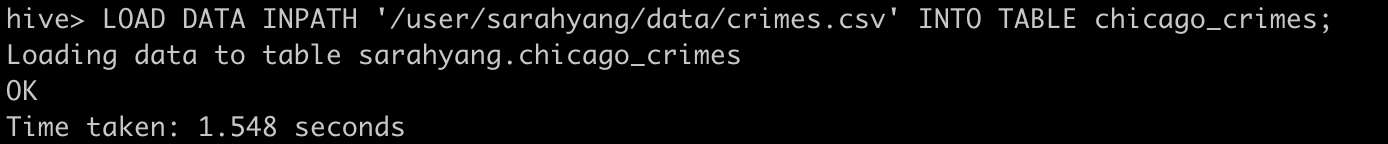 hive> LOAD DATA INPATH '/user/sarahyang/data/crimes.csv' INTO TABLE chicago_crimes;
Loading data to table sarahyang.chicago_crimes
OK
Time taken: 1.548 seconds